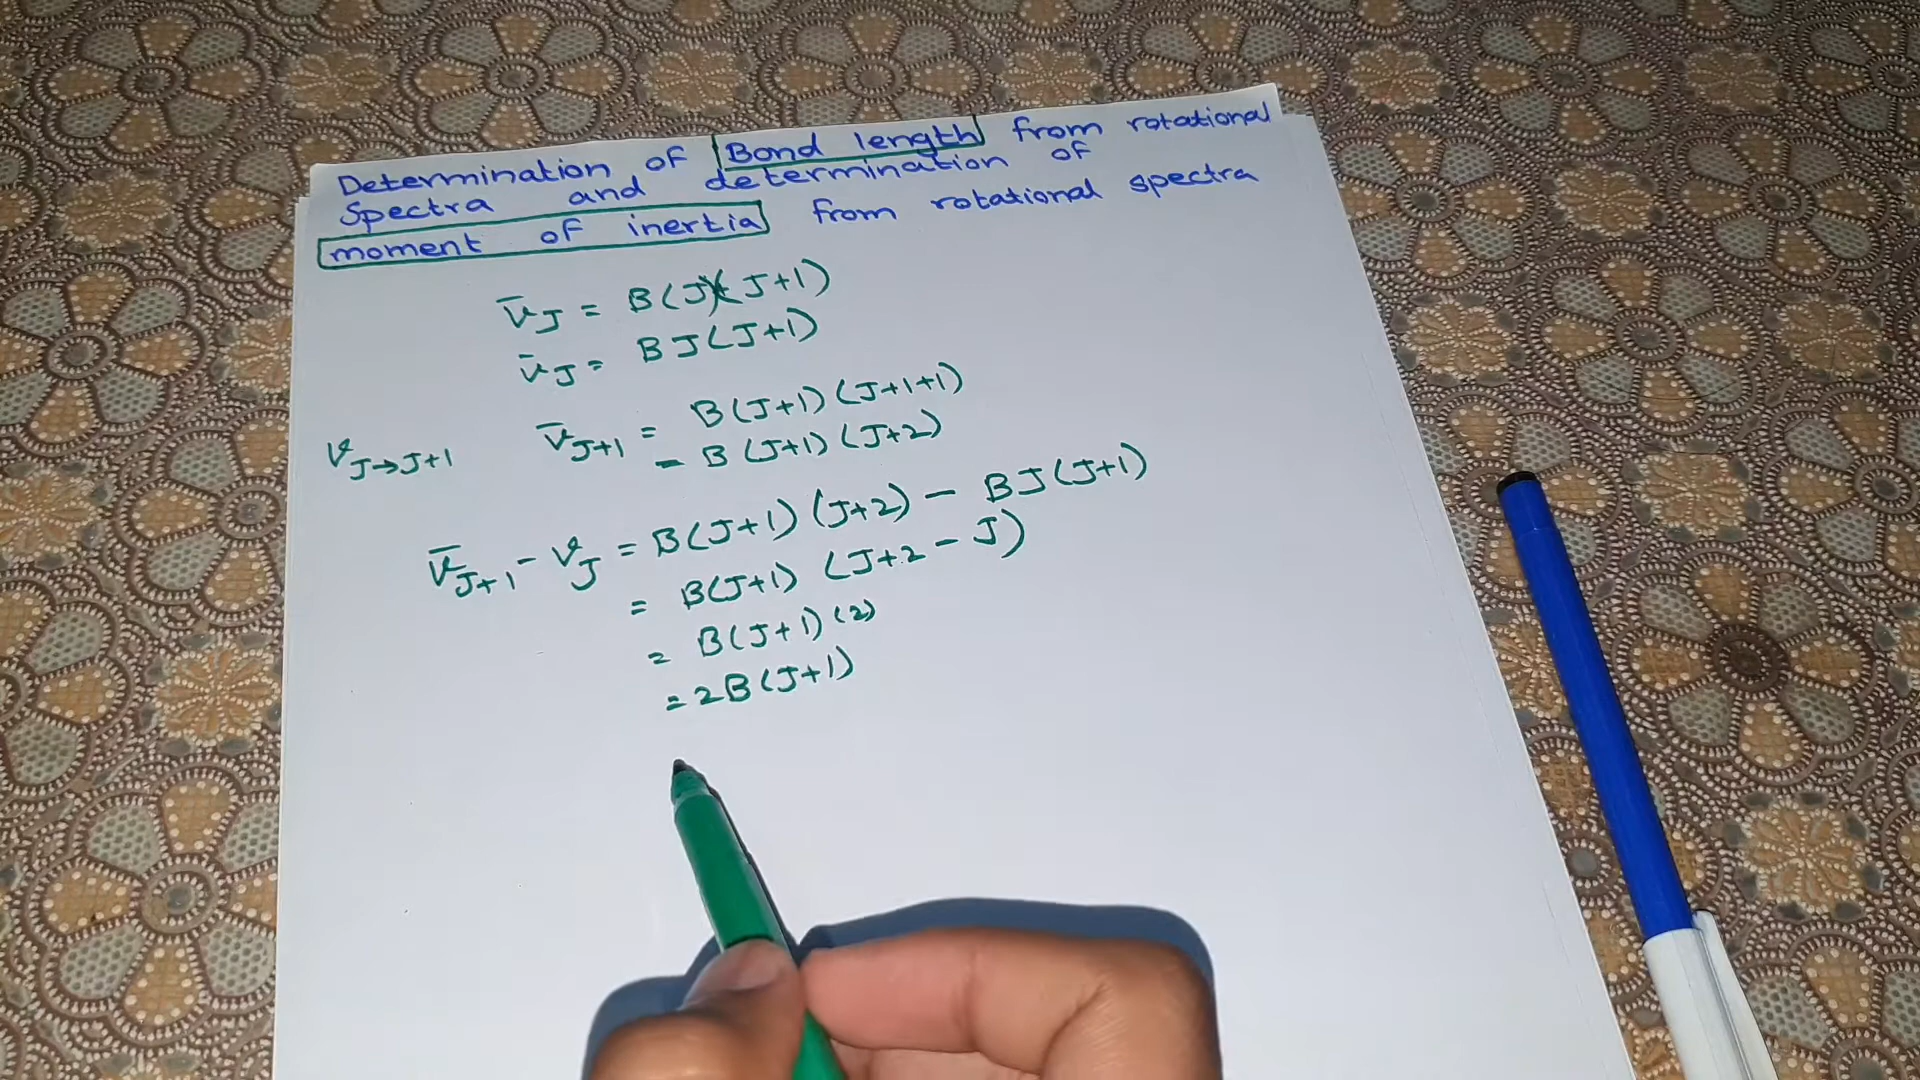 Determination of Bond length from rotational
Spectra and determination of
moment of inertia from rotational spectra
ν̄J = B(J)(J+1)
ν̄J = BJ(J+1)
ν̄J+1 = B(J+1)(J+1+1)
νJ→J+1
= B(J+1)(J+2)
ν̄J+1 - νJ = B(J+1)(J+2) - BJ(J+1)
= B(J+1)(J+2-J)
= B(J+1)(2)
= 2B(J+1)